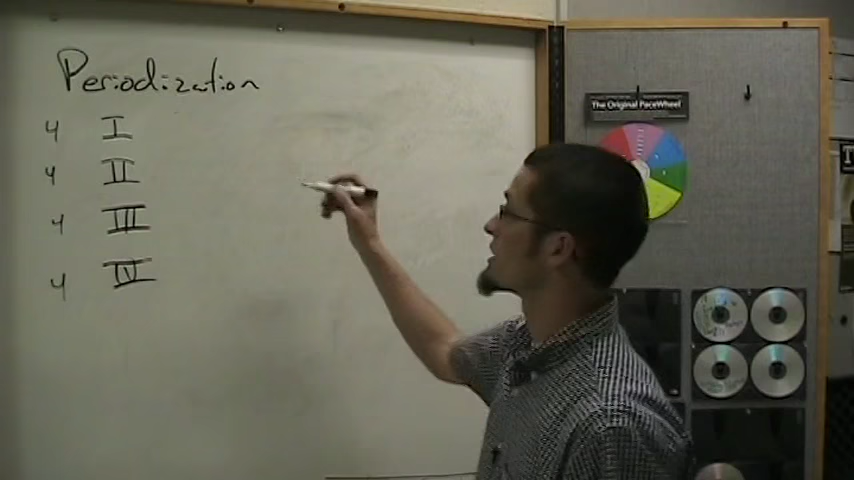 Periodization
4 I
4 II
4 III
4 IV
The Original PaceWheel